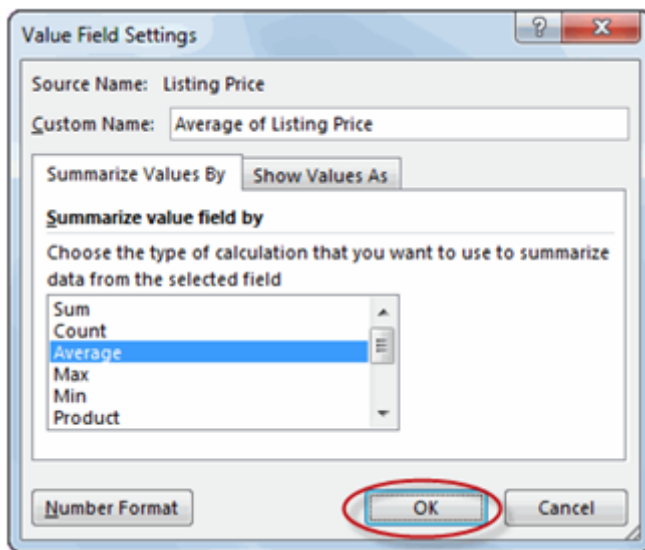 Value Field Settings
Source Name: Listing Price
Custom Name: Average of Listing Price
Summarize Values By Show Values As
Summarize value field by
Choose the type of calculation that you want to use to summarize
data from the selected field
Sum
Count
Average
Max
Min
Product
Number Format OK Cancel